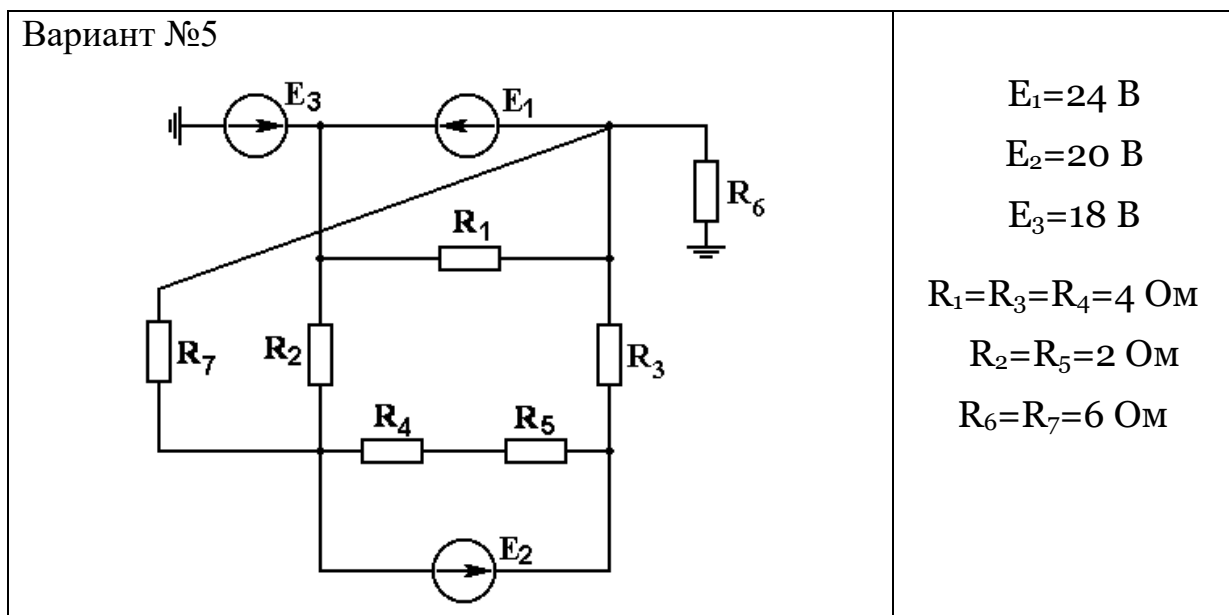 Вариант №5
E₃
E₁
R₆
R₁
R₇
R₂
R₃
R₄
R₅
E₂
E₁=24 В
E₂=20 В
E₃=18 В
R₁=R₃=R₄=4 Ом
R₂=R₅=2 Ом
R₆=R₇=6 Ом